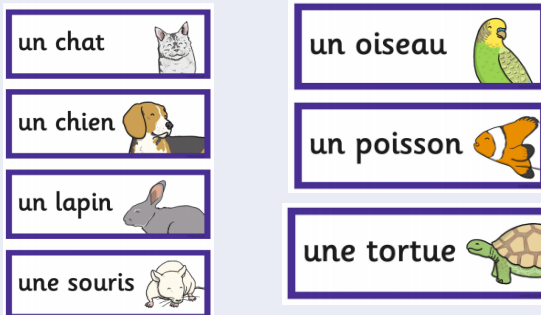 un chat
un chien
un lapin
une souris
un oiseau
un poisson
une tortue